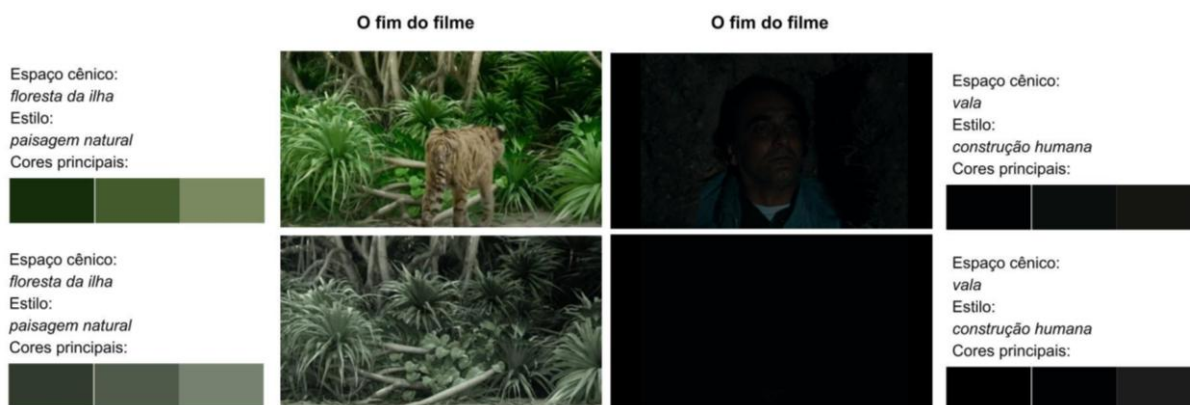 O fim do filme
O fim do filme
Espaço cênico:
floresta da ilha
Estilo:
paisagem natural
Cores principais:
Espaço cênico:
vala
Estilo:
construção humana
Cores principais:
Espaço cênico:
floresta da ilha
Estilo:
paisagem natural
Cores principais:
Espaço cênico:
vala
Estilo:
construção humana
Cores principais: